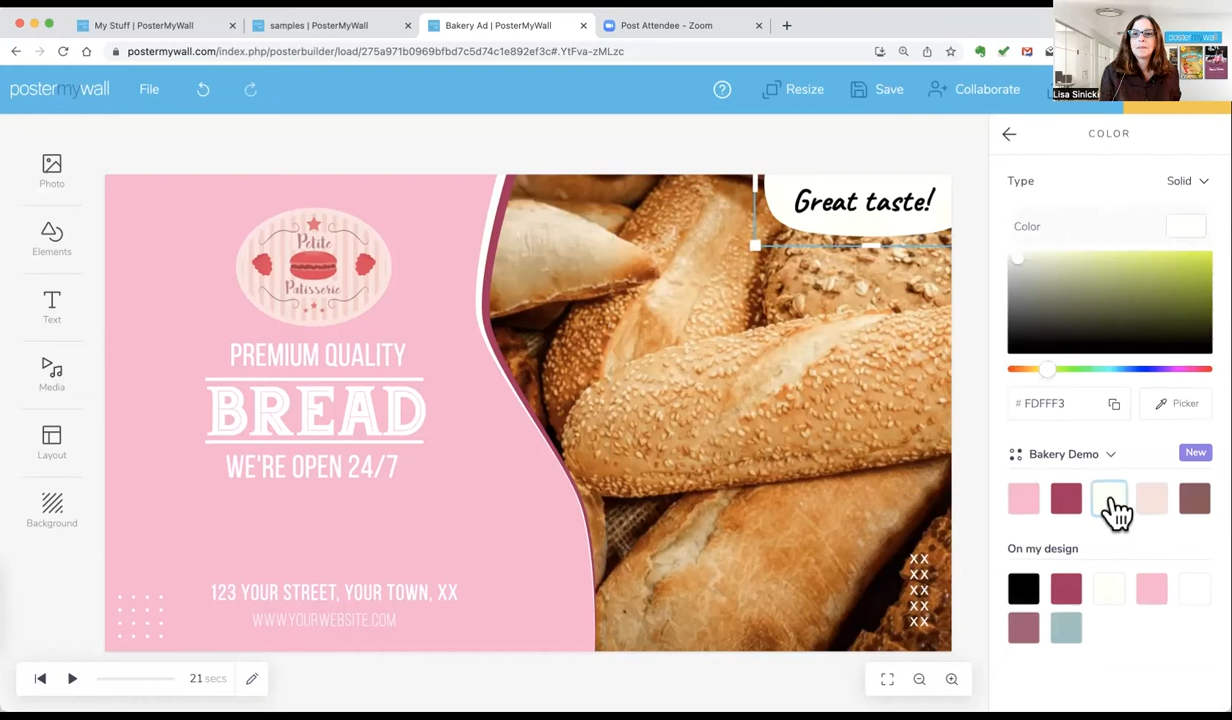 My Stuff | PosterMyWall
samples | PosterMyWall
Bakery Ad | PosterMyWall
Post Attendee - Zoom
postermywall.com/index.php/posterbuilder/load/275a971b0969bfbd7c5d74c1e892ef3c#.YtFva-zMLzc
postermywall
File
Resize
Save
Collaborate
postermywall
Lisa Sinicki
Photo
Elements
Text
Media
Layout
Background
Petite
Patisserie
PREMIUM QUALITY
BREAD
WE'RE OPEN 24/7
123 YOUR STREET, YOUR TOWN, XX
WWW.YOURWEBSITE.COM
Great taste!
XX
XX
XX
XX
XX
21 secs
COLOR
Type
Solid
Color
# FDFFF3
Picker
Bakery Demo
New
On my design